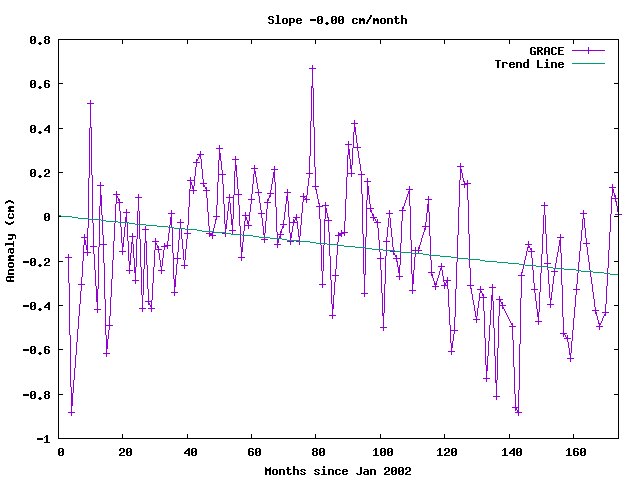 Slope -0.00 cm/month
GRACE
Trend Line
Anomaly (cm)
0.8
0.6
0.4
0.2
0
-0.2
-0.4
-0.6
-0.8
-1
0 20 40 60 80 100 120 140 160
Months since Jan 2002